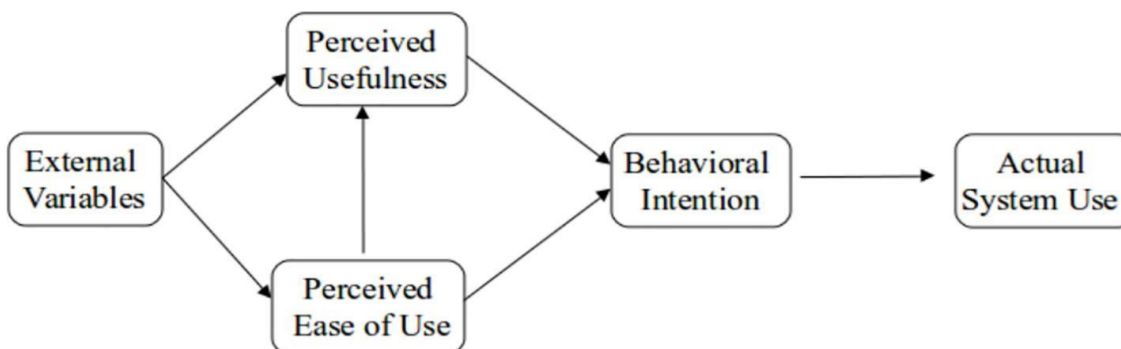 Perceived
Usefulness
External
Variables
Behavioral
Intention
Actual
System Use
Perceived
Ease of Use